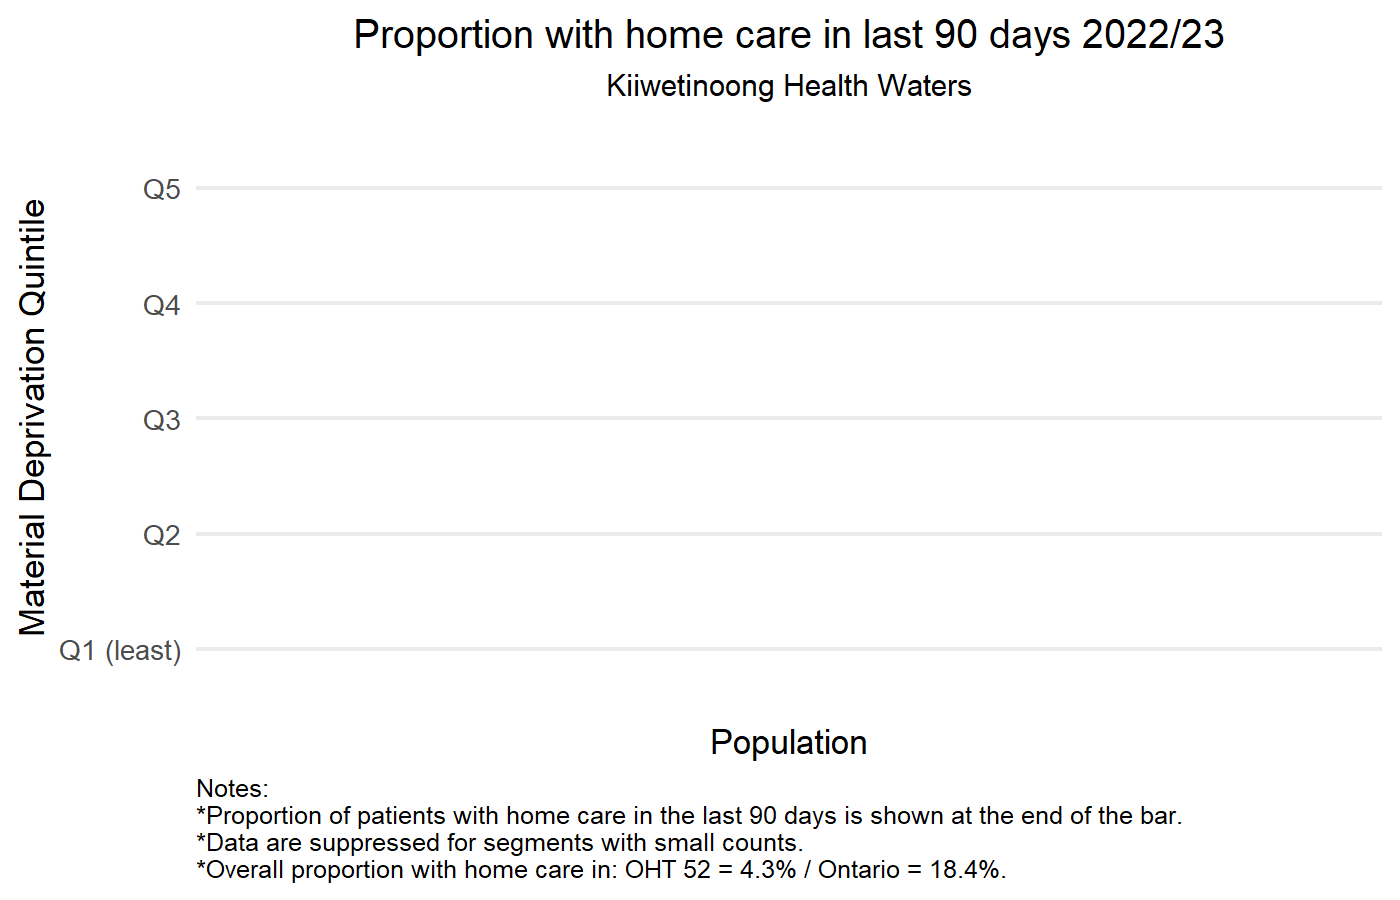 Proportion with home care in last 90 days 2022/23
Kiiwetinoong Health Waters
Material Deprivation Quintile
Q5
Q4
Q3
Q2
Q1 (least)
Population
Notes:
*Proportion of patients with home care in the last 90 days is shown at the end of the bar.
*Data are suppressed for segments with small counts.
*Overall proportion with home care in: OHT 52 = 4.3% / Ontario = 18.4%.